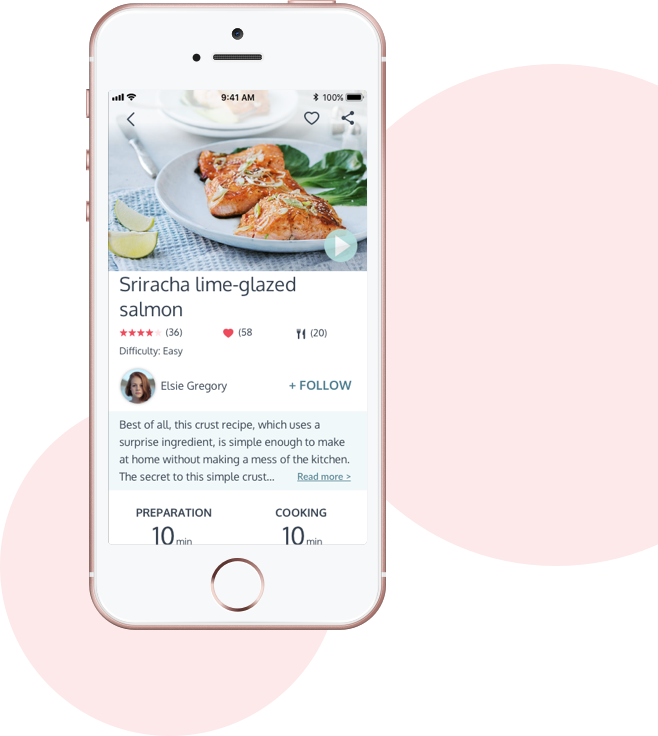 9:41 AM
100%
Sriracha lime-glazed
salmon
(36)
(58
(20)
Difficulty: Easy
Elsie Gregory
+ FOLLOW
Best of all, this crust recipe, which uses a
surprise ingredient, is simple enough to make
at home without making a mess of the kitchen.
The secret to this simple crust...
Read more >
PREPARATION
COOKING
10 min
10 min